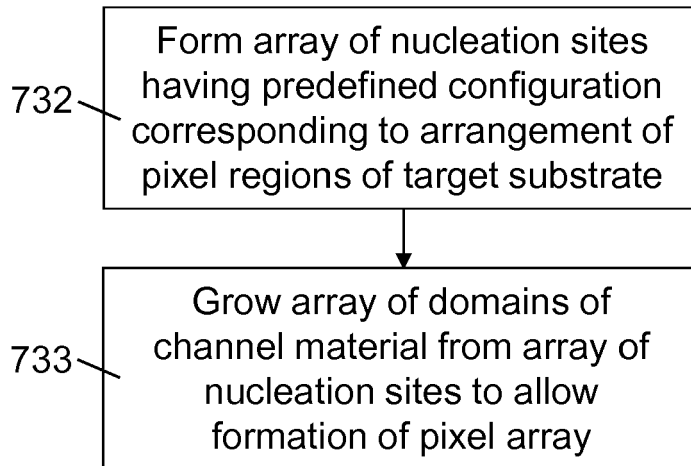 Form array of nucleation sites
having predefined configuration
732
corresponding to arrangement of
pixel regions of target substrate
Grow array of domains of
channel material from array of
733
nucleation sites to allow
formation of pixel array